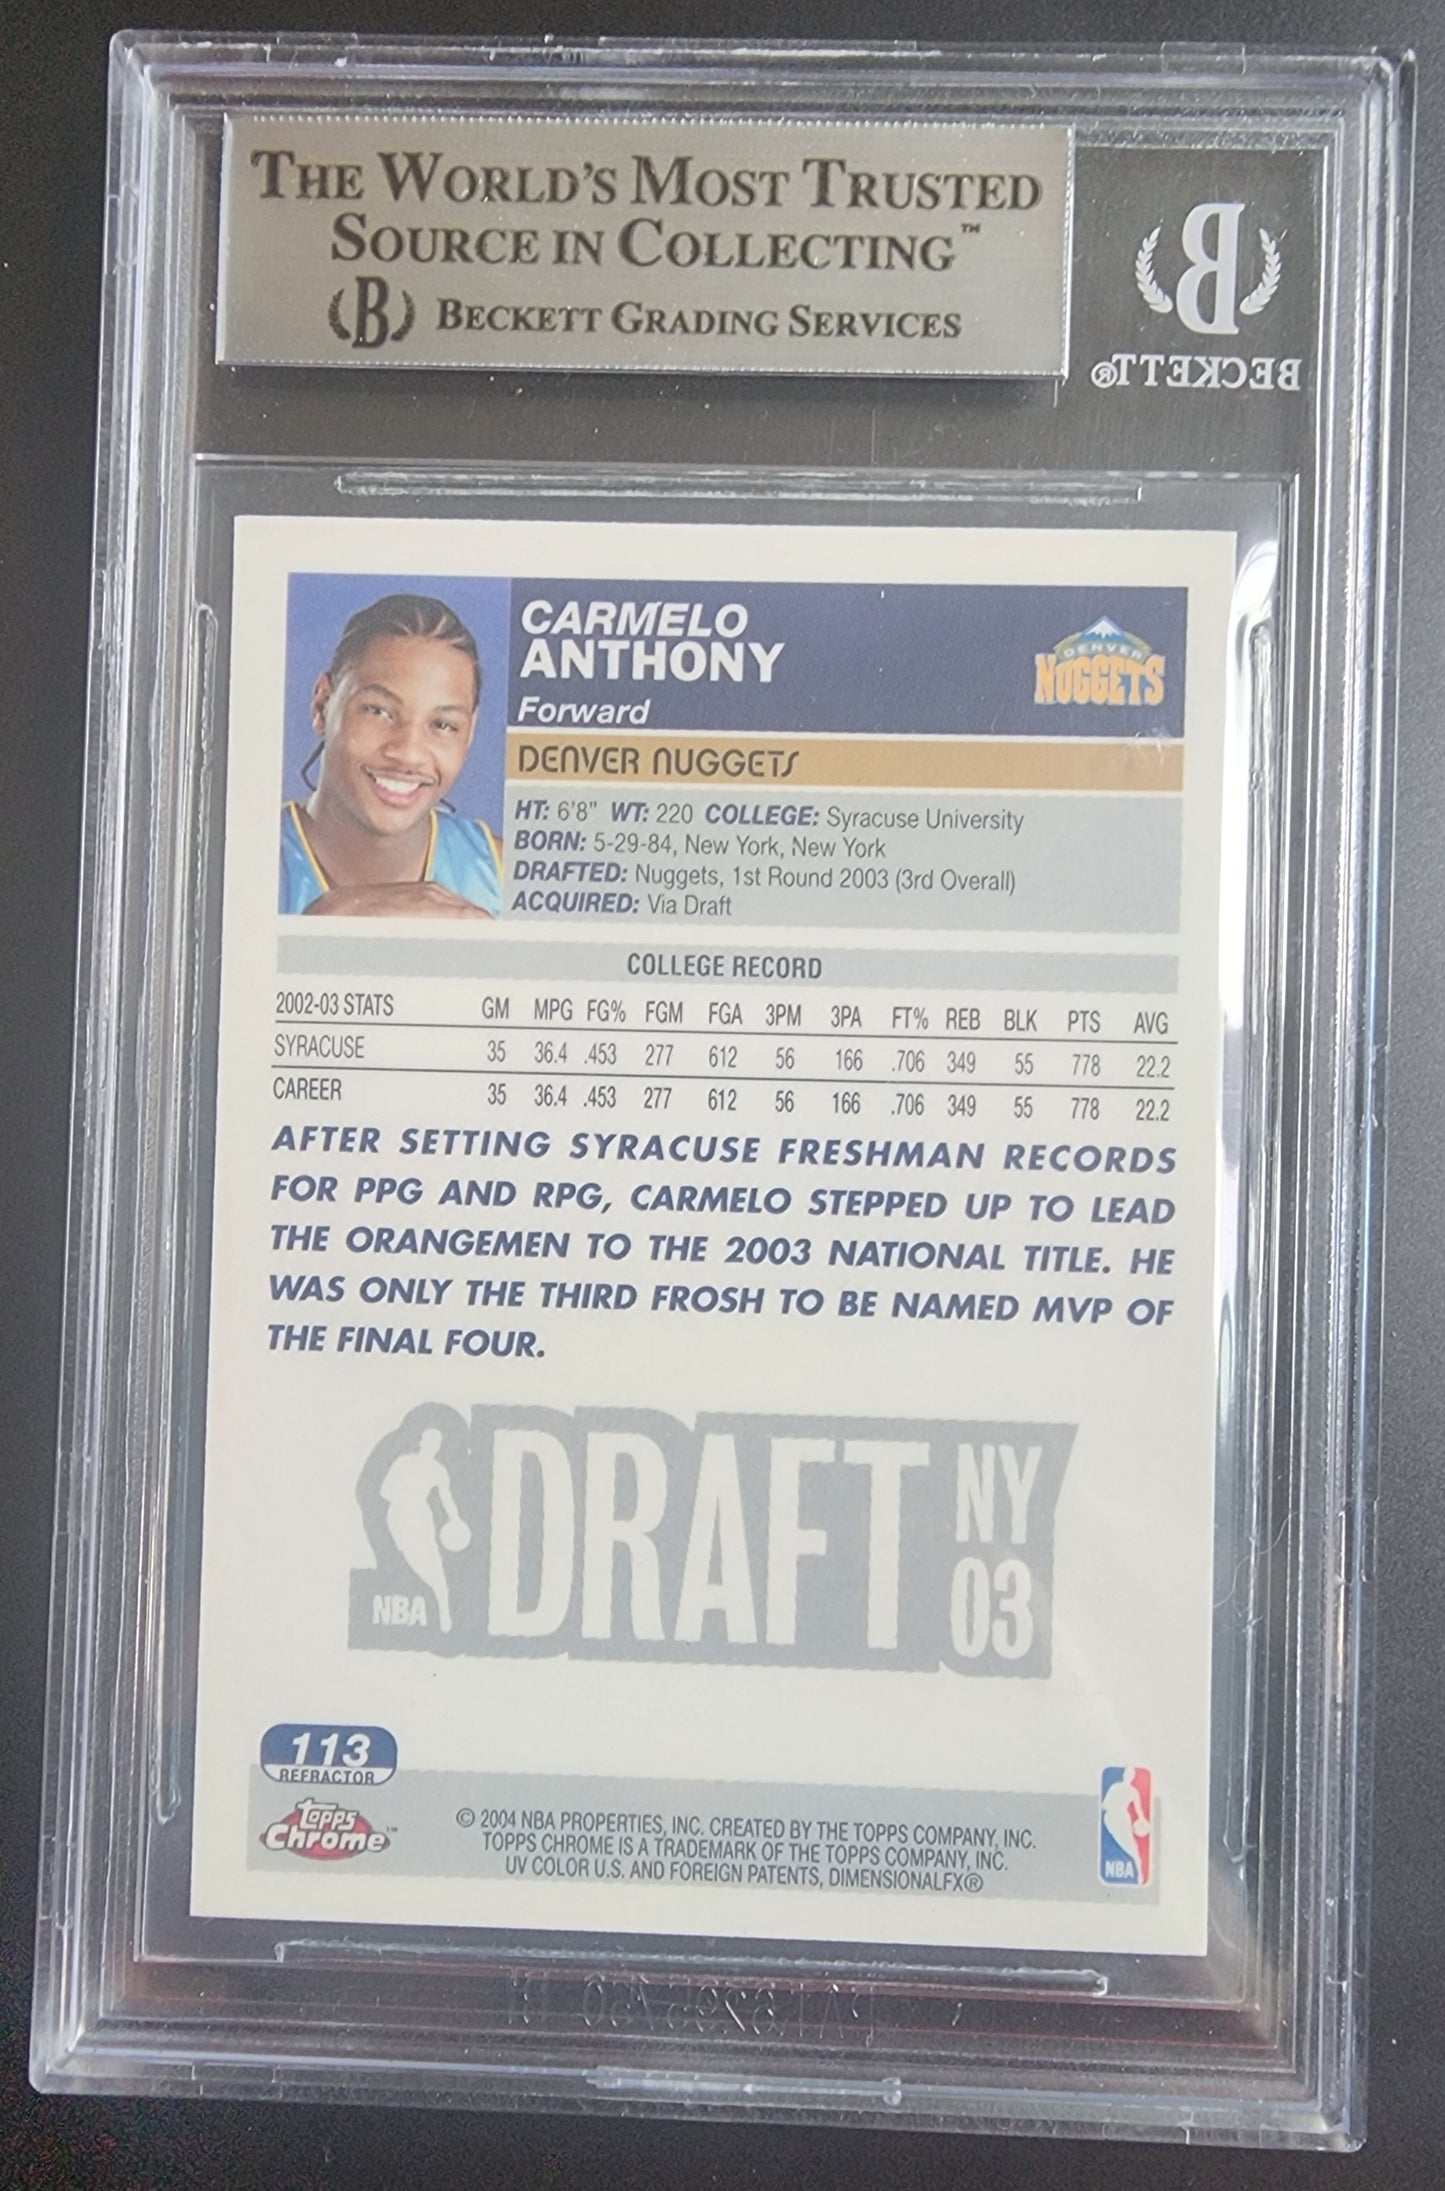 THE WORLD'S MOST TRUSTED
SOURCE IN COLLECTING™
B BECKETT GRADING SERVICES
B
BECKETT®
CARMELO
ANTHONY
Forward
DENVER
NUGGETS
DENVER NUGGETS
HT: 6'8" WT: 220 COLLEGE: Syracuse University
BORN: 5-29-84, New York, New York
DRAFTED: Nuggets, 1st Round 2003 (3rd Overall)
ACQUIRED: Via Draft
COLLEGE RECORD
2002-03 STATS GM MPG FG% FGM FGA 3PM 3PA FT% REB BLK PTS AVG
SYRACUSE 35 36.4 .453 277 612 56 166 .706 349 55 778 22.2
CAREER 35 36.4 .453 277 612 56 166 .706 349 55 778 22.2
AFTER SETTING SYRACUSE FRESHMAN RECORDS
FOR PPG AND RPG, CARMELO STEPPED UP TO LEAD
THE ORANGEMEN TO THE 2003 NATIONAL TITLE. HE
WAS ONLY THE THIRD FROSH TO BE NAMED MVP OF
THE FINAL FOUR.
NBA DRAFT NY 03
113
REFRACTOR
Topps
Chrome™
© 2004 NBA PROPERTIES, INC. CREATED BY THE TOPPS COMPANY, INC.
TOPPS CHROME IS A TRADEMARK OF THE TOPPS COMPANY, INC.
UV COLOR U.S. AND FOREIGN PATENTS, DIMENSIONALFX®
NBA